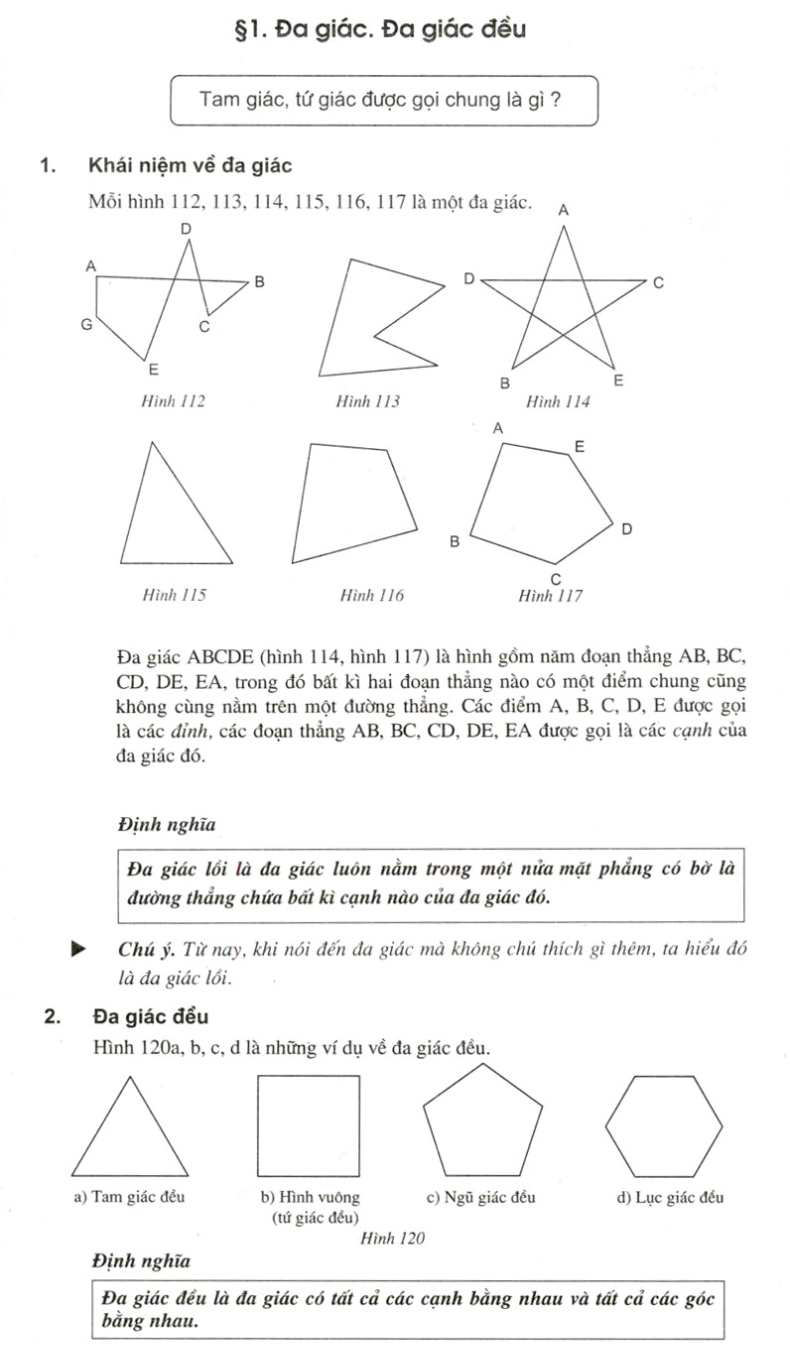 §1. Đa giác. Đa giác đều
Tam giác, tứ giác được gọi chung là gì ?
1. Khái niệm về đa giác
Mỗi hình 112, 113, 114, 115, 116, 117 là một đa giác.
D
A
B
G
C
E
Hình 112
Hình 113
A
D
C
B
E
Hình 114
Hình 115
Hình 116
A
E
B
D
C
Hình 117
Đa giác ABCDE (hình 114, hình 117) là hình gồm năm đoạn thẳng AB, BC,
CD, DE, EA, trong đó bất kì hai đoạn thẳng nào có một điểm chung cũng
không cùng nằm trên một đường thẳng. Các điểm A, B, C, D, E được gọi
là các đỉnh, các đoạn thẳng AB, BC, CD, DE, EA được gọi là các cạnh của
đa giác đó.
Định nghĩa
Đa giác lồi là đa giác luôn nằm trong một nửa mặt phẳng có bờ là
đường thẳng chứa bất kì cạnh nào của đa giác đó.
Chú ý. Từ nay, khi nói đến đa giác mà không chú thích gì thêm, ta hiểu đó
là đa giác lồi.
2. Đa giác đều
Hình 120a, b, c, d là những ví dụ về đa giác đều.
a) Tam giác đều
b) Hình vuông
(tứ giác đều)
c) Ngũ giác đều
d) Lục giác đều
Hình 120
Định nghĩa
Đa giác đều là đa giác có tất cả các cạnh bằng nhau và tất cả các góc
bằng nhau.